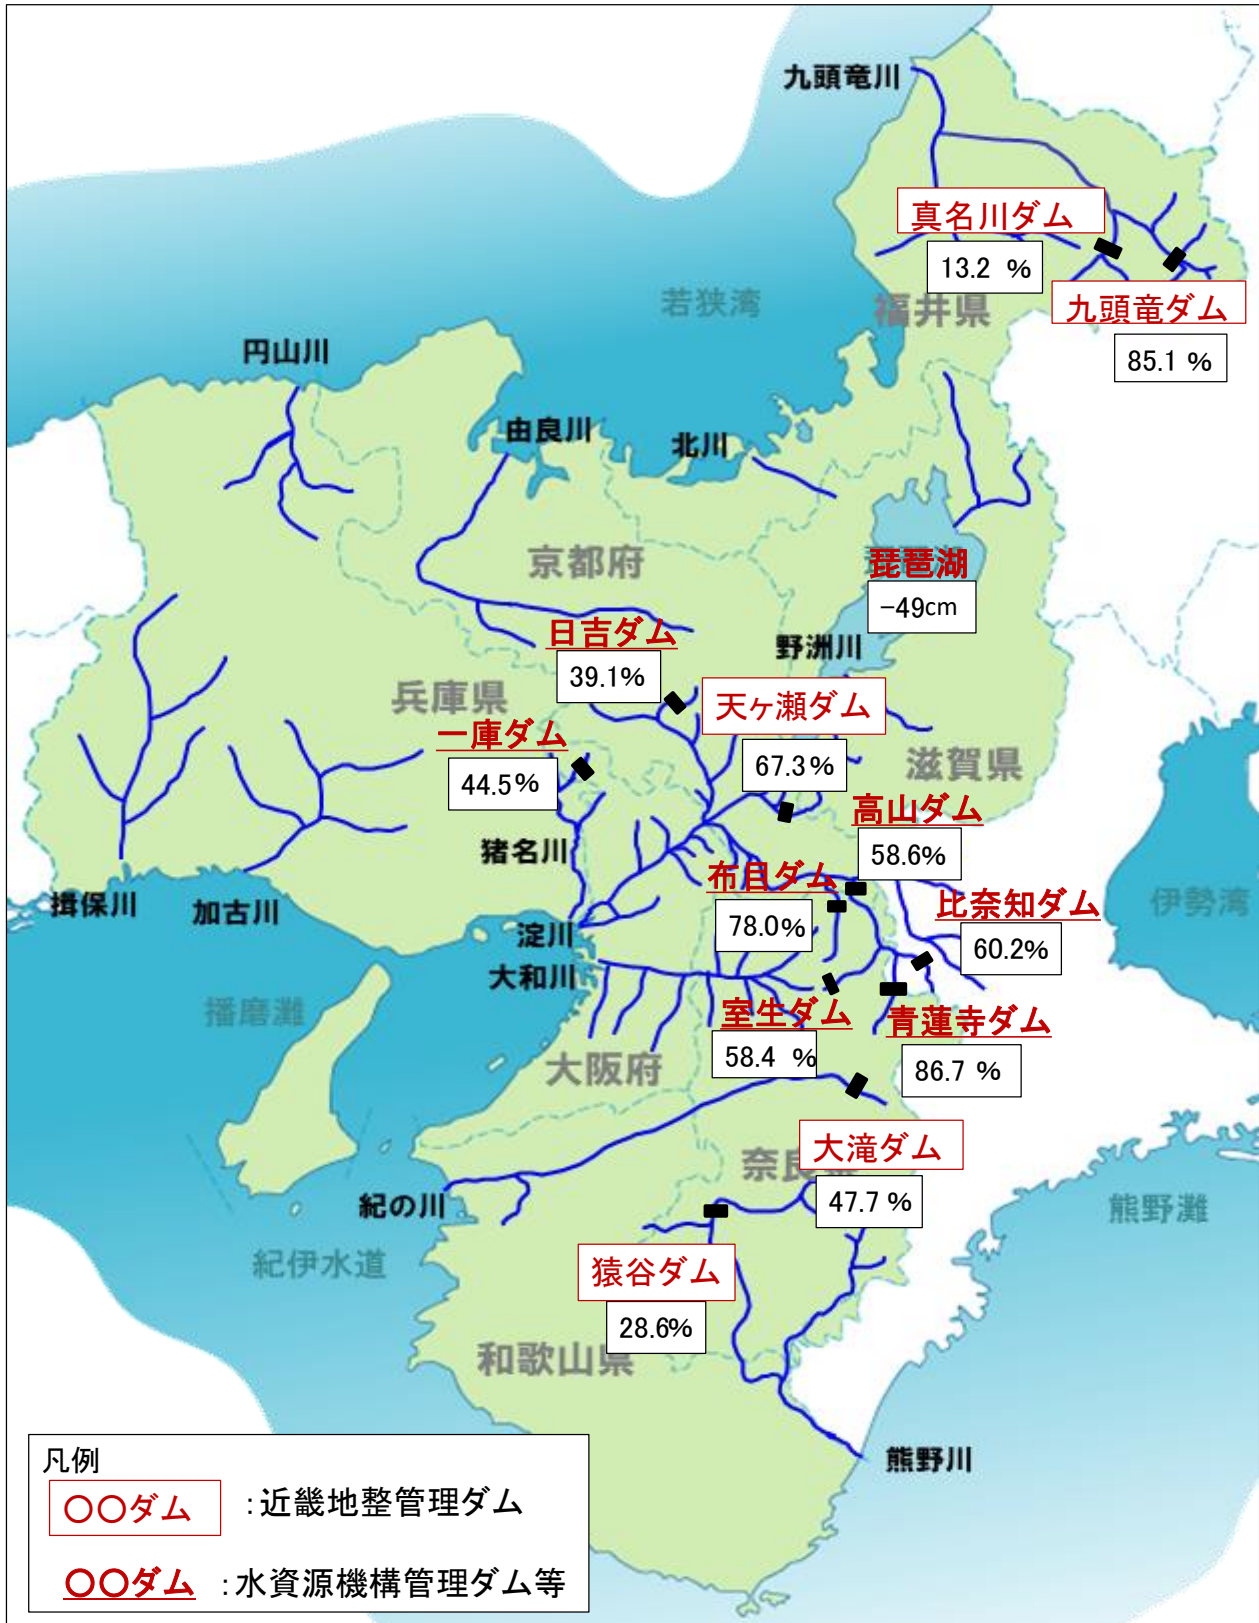 九頭竜川
真名川ダム
13.2 %
九頭竜ダム
85.1 %
若狭湾
福井県
円山川
由良川
北川
京都府
琵琶湖
-49cm
日吉ダム
39.1%
野洲川
兵庫県
天ヶ瀬ダム
67.3%
一庫ダム
44.5%
滋賀県
高山ダム
58.6%
猪名川
布目ダム
78.0%
比奈知ダム
60.2%
揖保川
加古川
淀川
大和川
伊勢湾
播磨灘
室生ダム
58.4 %
青蓮寺ダム
86.7 %
大阪府
大滝ダム
47.7 %
紀の川
熊野灘
紀伊水道
猿谷ダム
28.6%
和歌山県
熊野川
凡例
〇〇ダム :近畿地整管理ダム
〇〇ダム :水資源機構管理ダム等